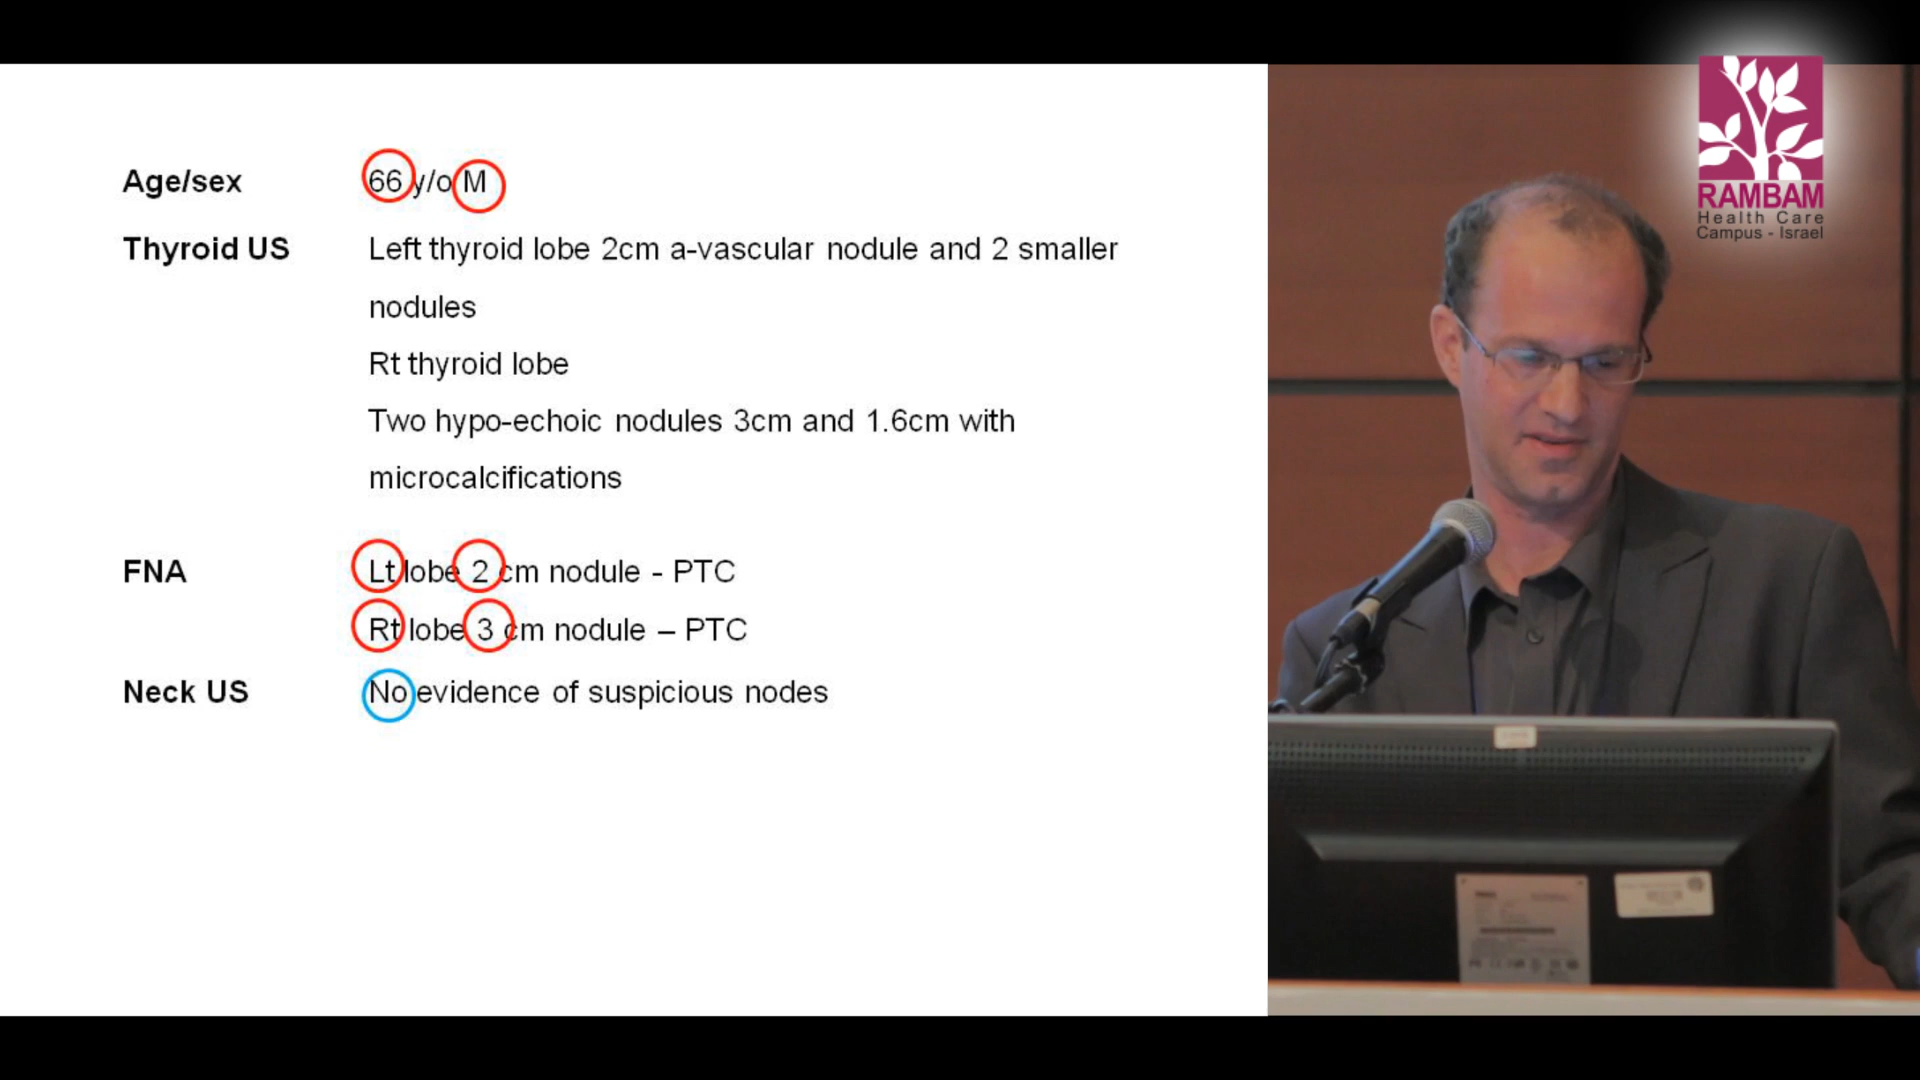 Age/sex 66 y/o M
Thyroid US Left thyroid lobe 2cm a-vascular nodule and 2 smaller
nodules
Rt thyroid lobe
Two hypo-echoic nodules 3cm and 1.6cm with
microcalcifications
FNA Lt lobe 2 cm nodule - PTC
Rt lobe 3 cm nodule – PTC
Neck US No evidence of suspicious nodes
RAMBAM
Health Care
Campus - Israel